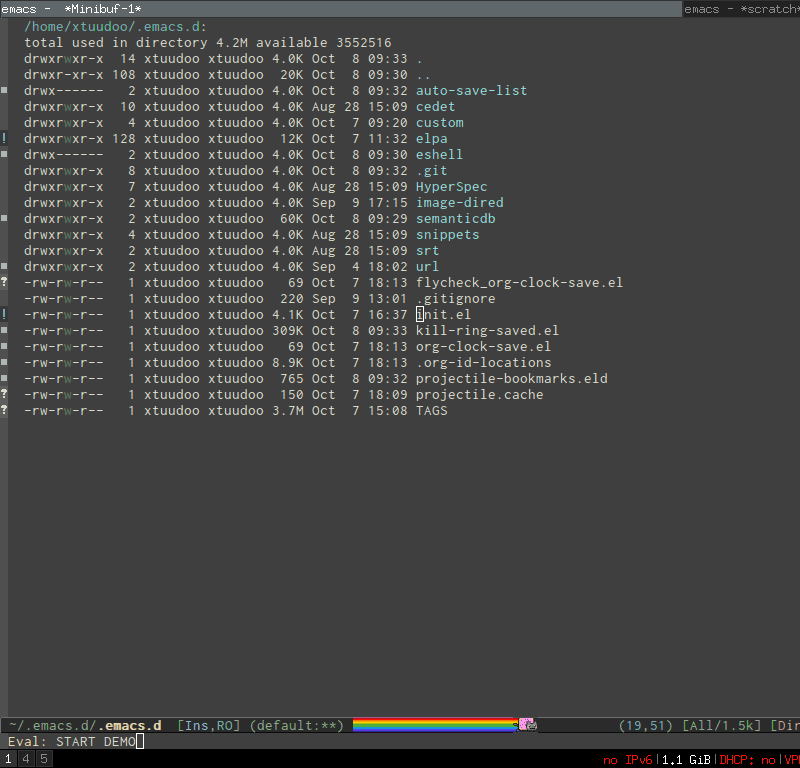 emacs -  *Minibuf-1*
emacs - *scratch*
/home/xtuudoo/.emacs.d:
total used in directory 4.2M available 3552516
drwxrwxr-x  14 xtuudoo xtuudoo 4.0K Oct  8 09:33 .
drwxr-xr-x 108 xtuudoo xtuudoo  20K Oct  8 09:30 ..
drwx------   2 xtuudoo xtuudoo 4.0K Oct  8 09:32 auto-save-list
drwxrwxr-x  10 xtuudoo xtuudoo 4.0K Aug 28 15:09 cedet
drwxrwxr-x   4 xtuudoo xtuudoo 4.0K Oct  7 09:20 custom
! drwxrwxr-x 128 xtuudoo xtuudoo  12K Oct  7 11:32 elpa
drwx------   2 xtuudoo xtuudoo 4.0K Oct  8 09:30 eshell
drwxrwxr-x   8 xtuudoo xtuudoo 4.0K Oct  8 09:32 .git
drwxrwxr-x   7 xtuudoo xtuudoo 4.0K Aug 28 15:09 HyperSpec
drwxrwxr-x   2 xtuudoo xtuudoo 4.0K Sep  9 17:15 image-dired
drwxrwxr-x   2 xtuudoo xtuudoo  60K Oct  8 09:29 semanticdb
drwxrwxr-x   4 xtuudoo xtuudoo 4.0K Aug 28 15:09 snippets
drwxrwxr-x   2 xtuudoo xtuudoo 4.0K Aug 28 15:09 srt
drwxrwxr-x   2 xtuudoo xtuudoo 4.0K Sep  4 18:02 url
? -rw-rw-r--   1 xtuudoo xtuudoo   69 Oct  7 18:13 flycheck_org-clock-save.el
-rw-rw-r--   1 xtuudoo xtuudoo  220 Sep  9 13:01 .gitignore
! -rw-rw-r--   1 xtuudoo xtuudoo 4.1K Oct  7 16:37 init.el
-rw-rw-r--   1 xtuudoo xtuudoo 309K Oct  8 09:33 kill-ring-saved.el
-rw-rw-r--   1 xtuudoo xtuudoo   69 Oct  7 18:13 org-clock-save.el
-rw-rw-r--   1 xtuudoo xtuudoo 8.9K Oct  7 18:13 .org-id-locations
-rw-rw-r--   1 xtuudoo xtuudoo  765 Oct  8 09:32 projectile-bookmarks.eld
? -rw-rw-r--   1 xtuudoo xtuudoo  150 Oct  7 18:09 projectile.cache
? -rw-rw-r--   1 xtuudoo xtuudoo 3.7M Oct  7 15:08 TAGS
~/.emacs.d/.emacs.d  [Ins,RO] (default:**) (19,51) [All/1.5k] [Dir
Eval: START DEMO
1 4 5 no IPv6|1.1 GiB|DHCP: no|VP